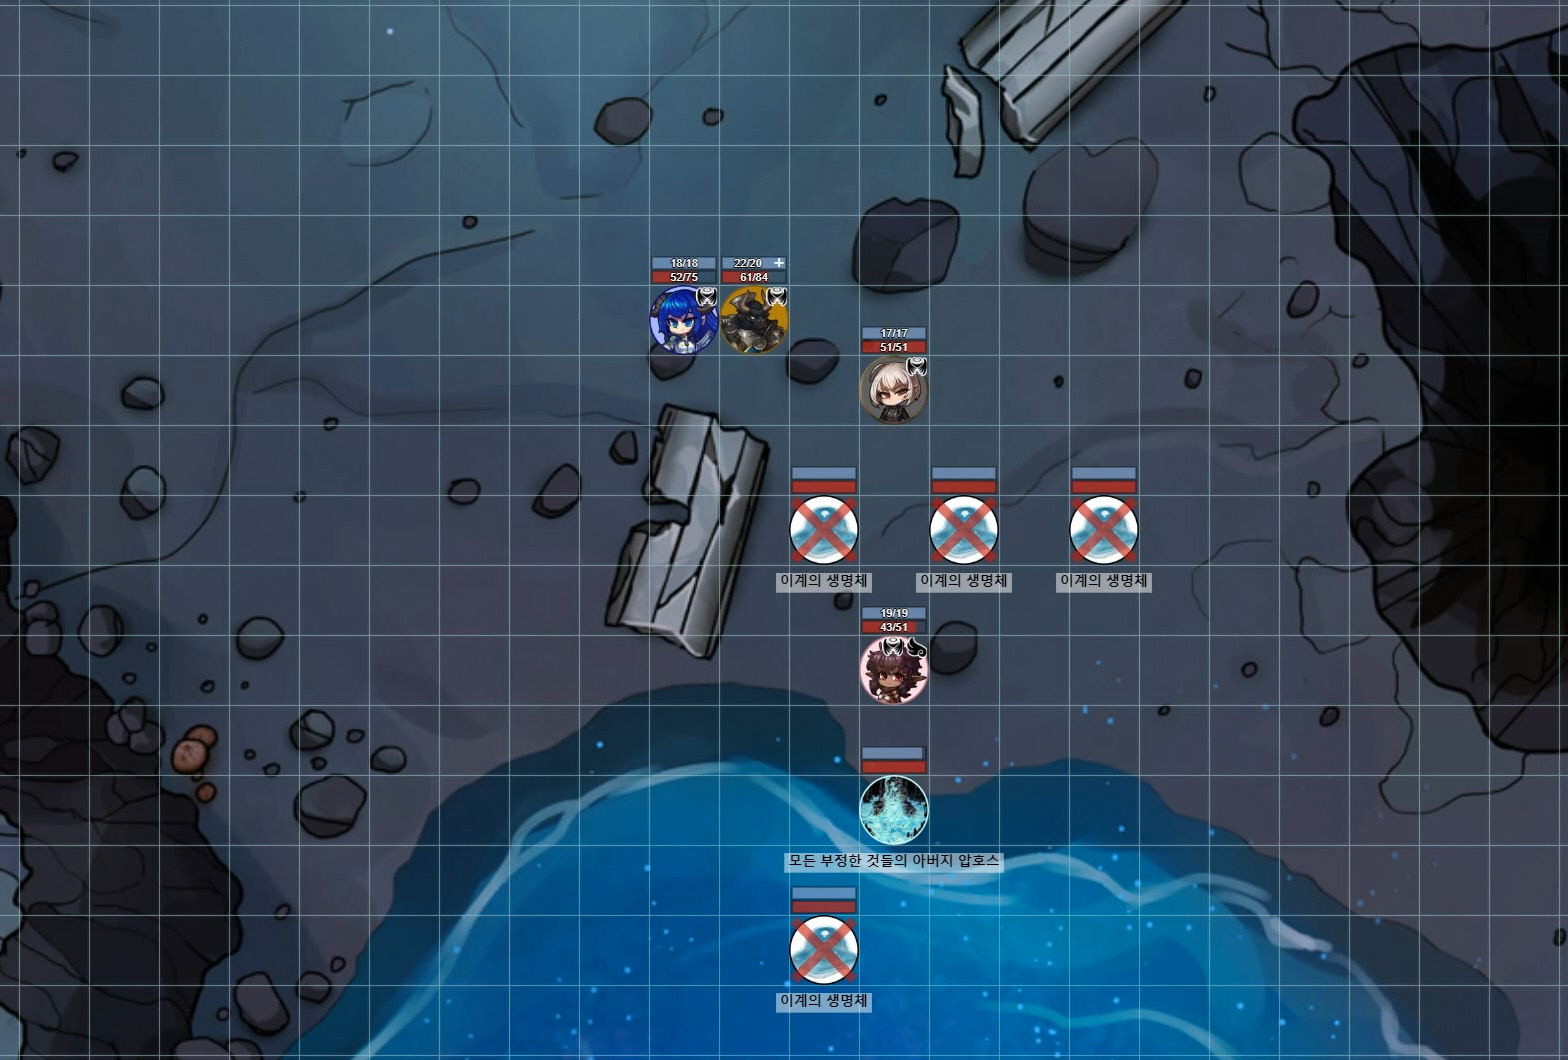 18/18
52/75
22/20
61/84
17/17
51/51
이계의 생명체
이계의 생명체
이계의 생명체
19/19
43/51
모든 부정한 것들의 아버지 압호스
이계의 생명체